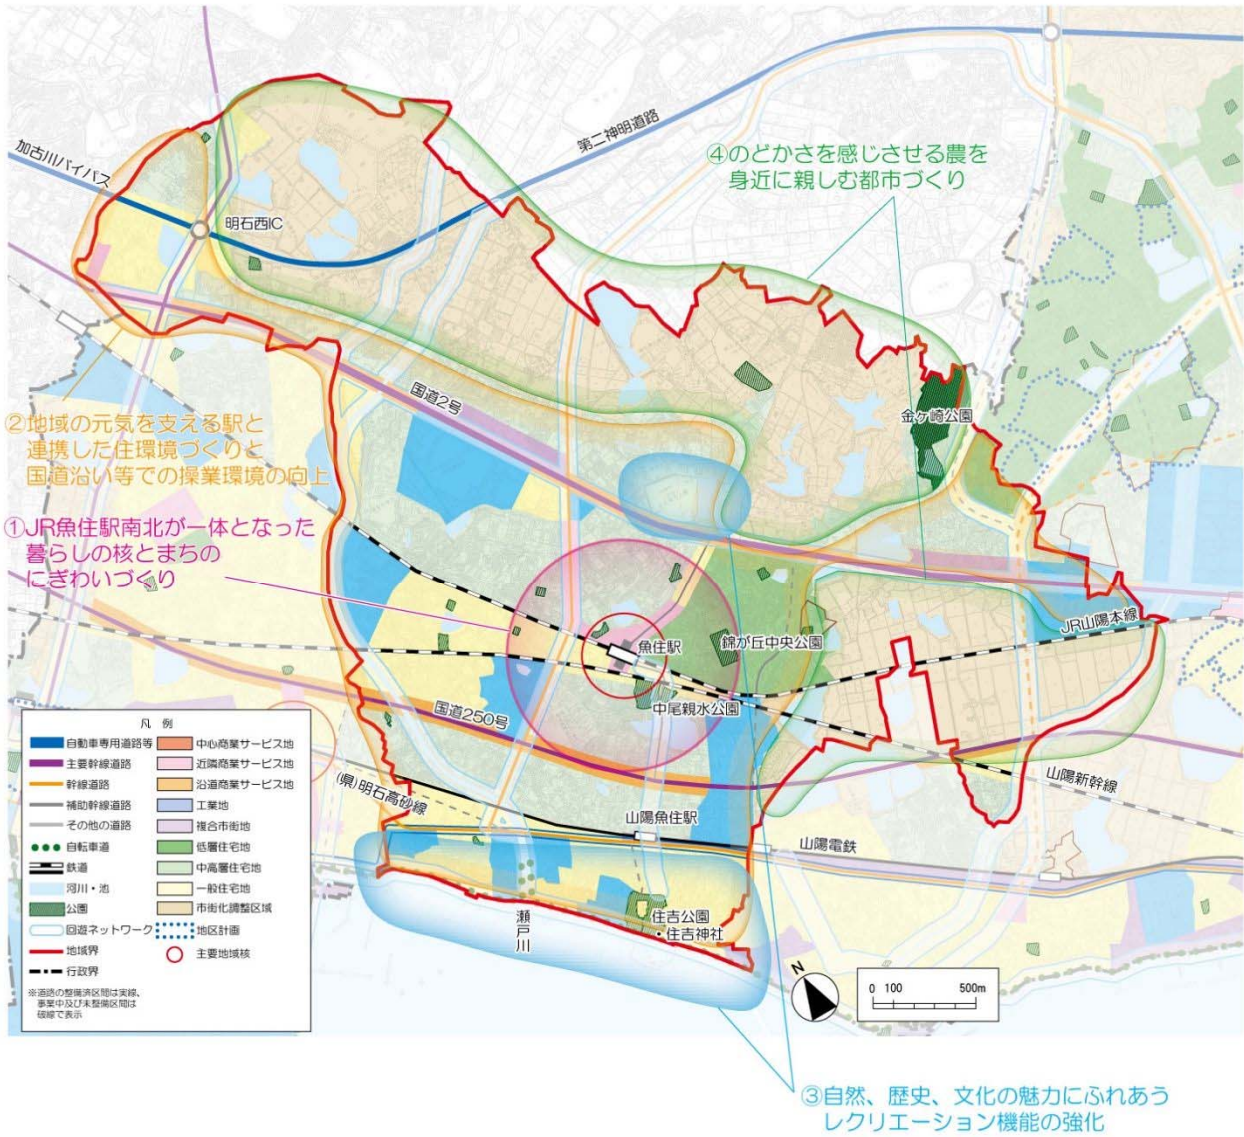 第二神明道路
加古川バイパス
④のどかさを感じさせる農を
身近に親しむ都市づくり
明石西IC
国道2号
金ヶ崎公園
②地域の元気を支える駅と
連携した住環境づくりと
国道沿い等での操業環境の向上
①JR魚住駅南北が一体となった
暮らしの核とまちの
にぎわいづくり
JR山陽本線
魚住駅
錦が丘中央公園
中尾親水公園
国道250号
山陽新幹線
(県)明石高砂線
山陽魚住駅
山陽電鉄
瀬戸川
住吉公園
・住吉神社
凡 例
自動車専用道路等
主要幹線道路
幹線道路
補助幹線道路
その他の道路
自転車道
鉄道
河川・池
公園
回遊ネットワーク
地域界
行政界
中心商業サービス地
近隣商業サービス地
沿道商業サービス地
工業地
複合市街地
低層住宅地
中高層住宅地
一般住宅地
市街化調整区域
地区計画
主要地域核
※道路の整備済区間は実線、
事業中及び未整備区間は
破線で表示
N
0 100 500m
③自然、歴史、文化の魅力にふれあう
レクリエーション機能の強化